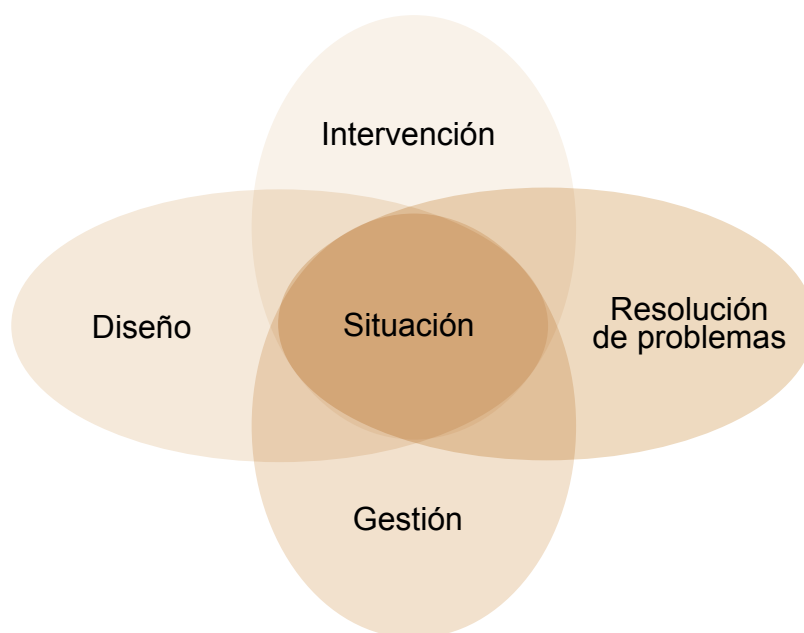 Intervención
Diseño
Situación
Resolución
de problemas
Gestión